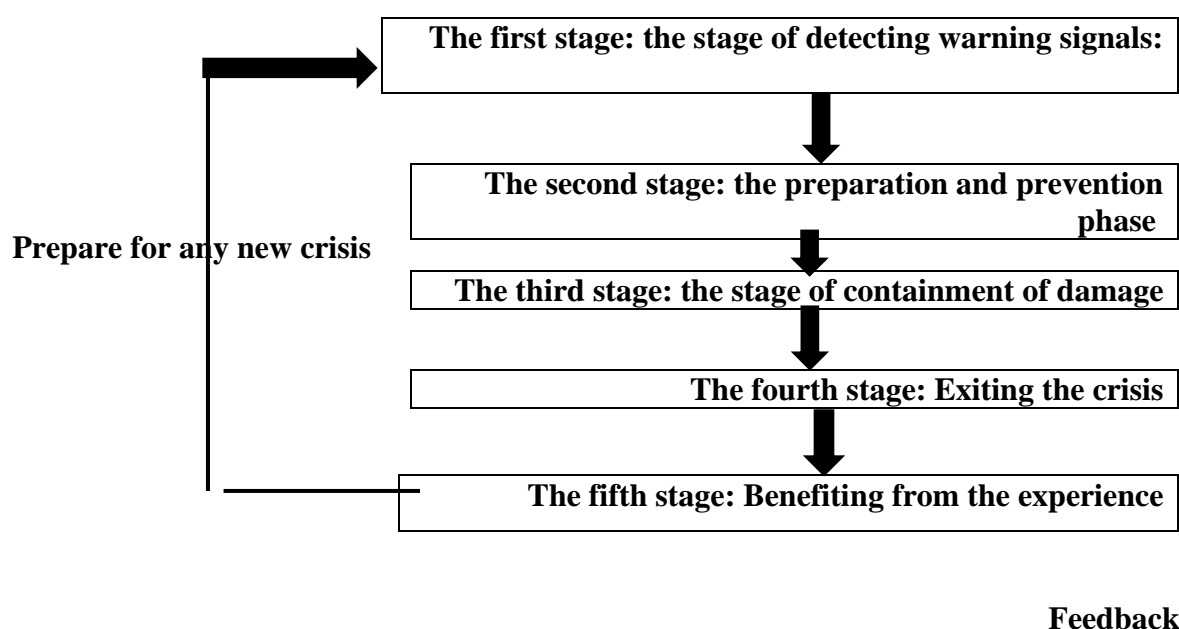 The first stage: the stage of detecting warning signals:
The second stage: the preparation and prevention
phase
Prepare for any new crisis
The third stage: the stage of containment of damage
The fourth stage: Exiting the crisis
The fifth stage: Benefiting from the experience
Feedback